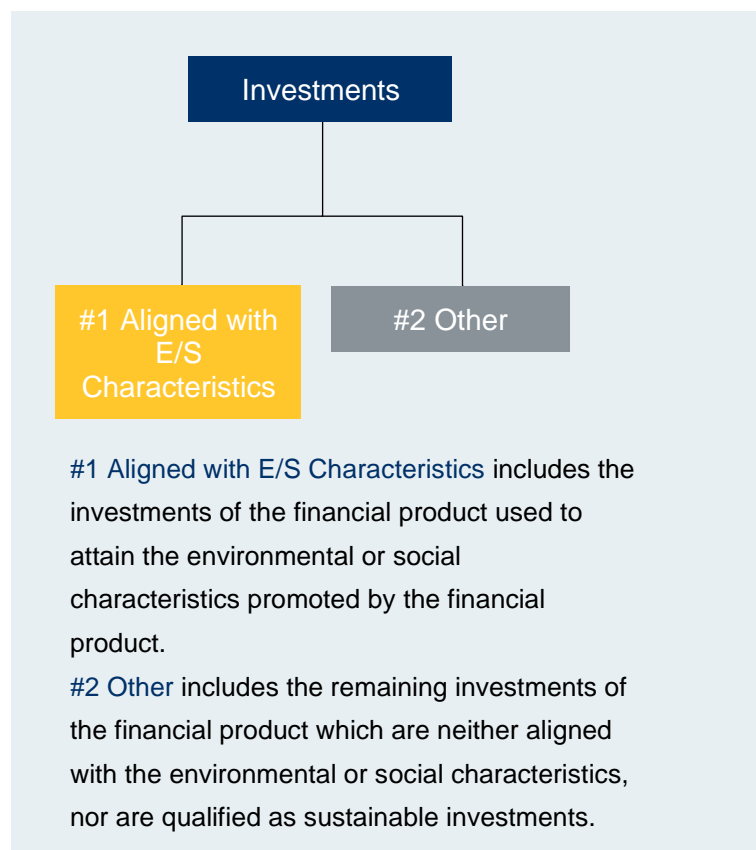 Investments
#1 Aligned with
E/S
Characteristics
#2 Other
#1 Aligned with E/S Characteristics includes the
investments of the financial product used to
attain the environmental or social
characteristics promoted by the financial
product.
#2 Other includes the remaining investments of
the financial product which are neither aligned
with the environmental or social characteristics,
nor are qualified as sustainable investments.